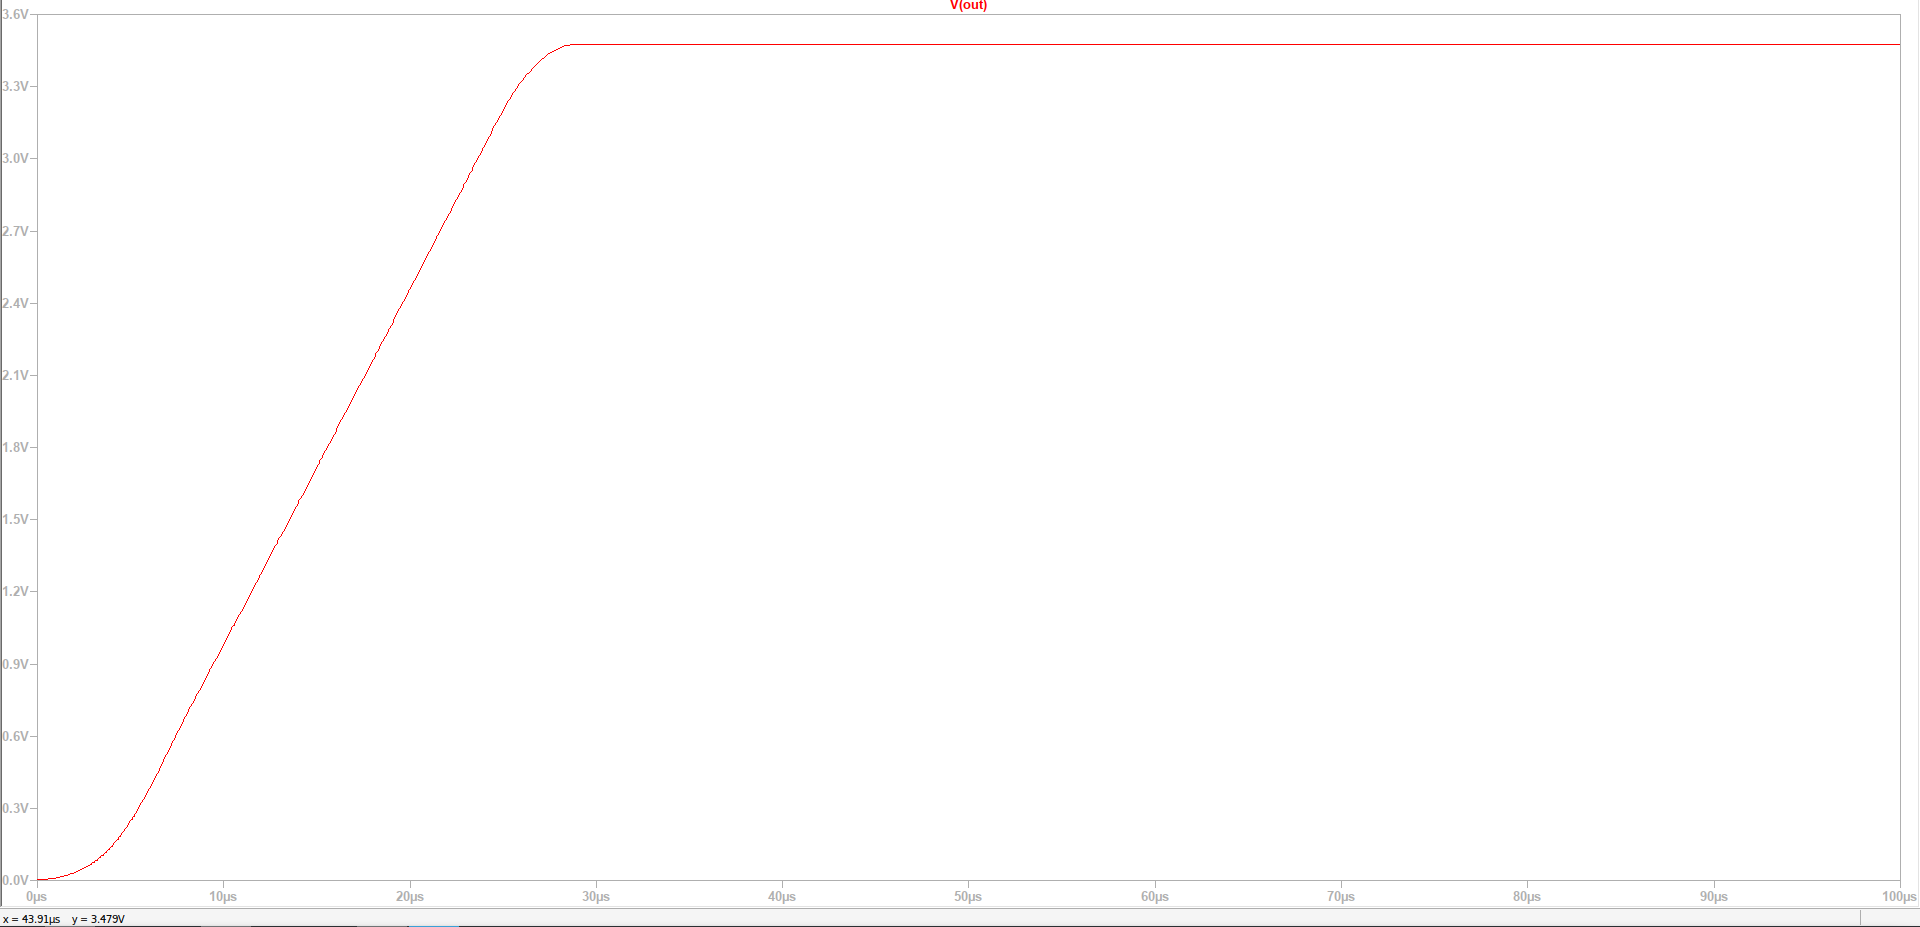 V(out)
3.6V
3.3V
3.0V
2.7V
2.4V
2.1V
1.8V
1.5V
1.2V
0.9V
0.6V
0.3V
0.0V
0µs 10µs 20µs 30µs 40µs 50µs 60µs 70µs 80µs 90µs 100µs
x = 43.91µs y = 3.479V